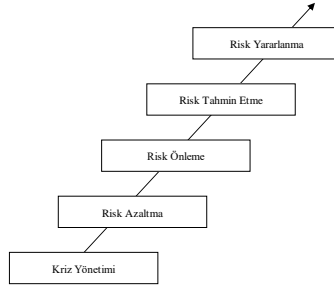 Risk Yararlanma
Risk Tahmin Etme
Risk Önleme
Risk Azaltma
Kriz Yönetimi